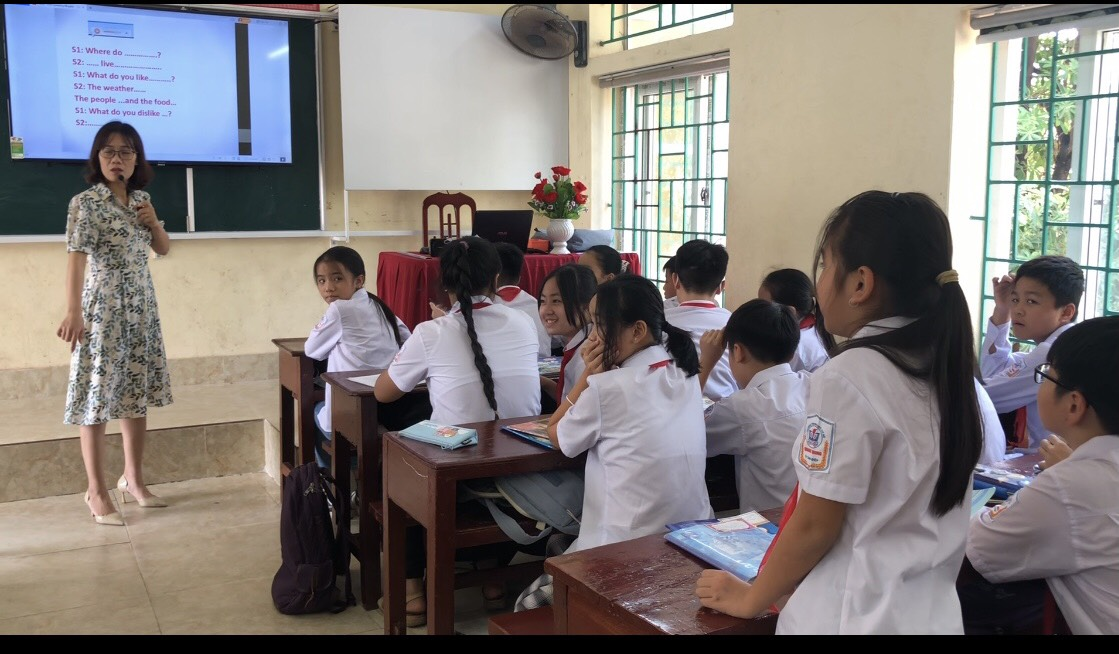 S1: Where do ..................?
S2: ...... live......................
S1: What do you like...........?
S2: The weather......
The people ...and the food...
S1: What do you dislike ...?
S2:........